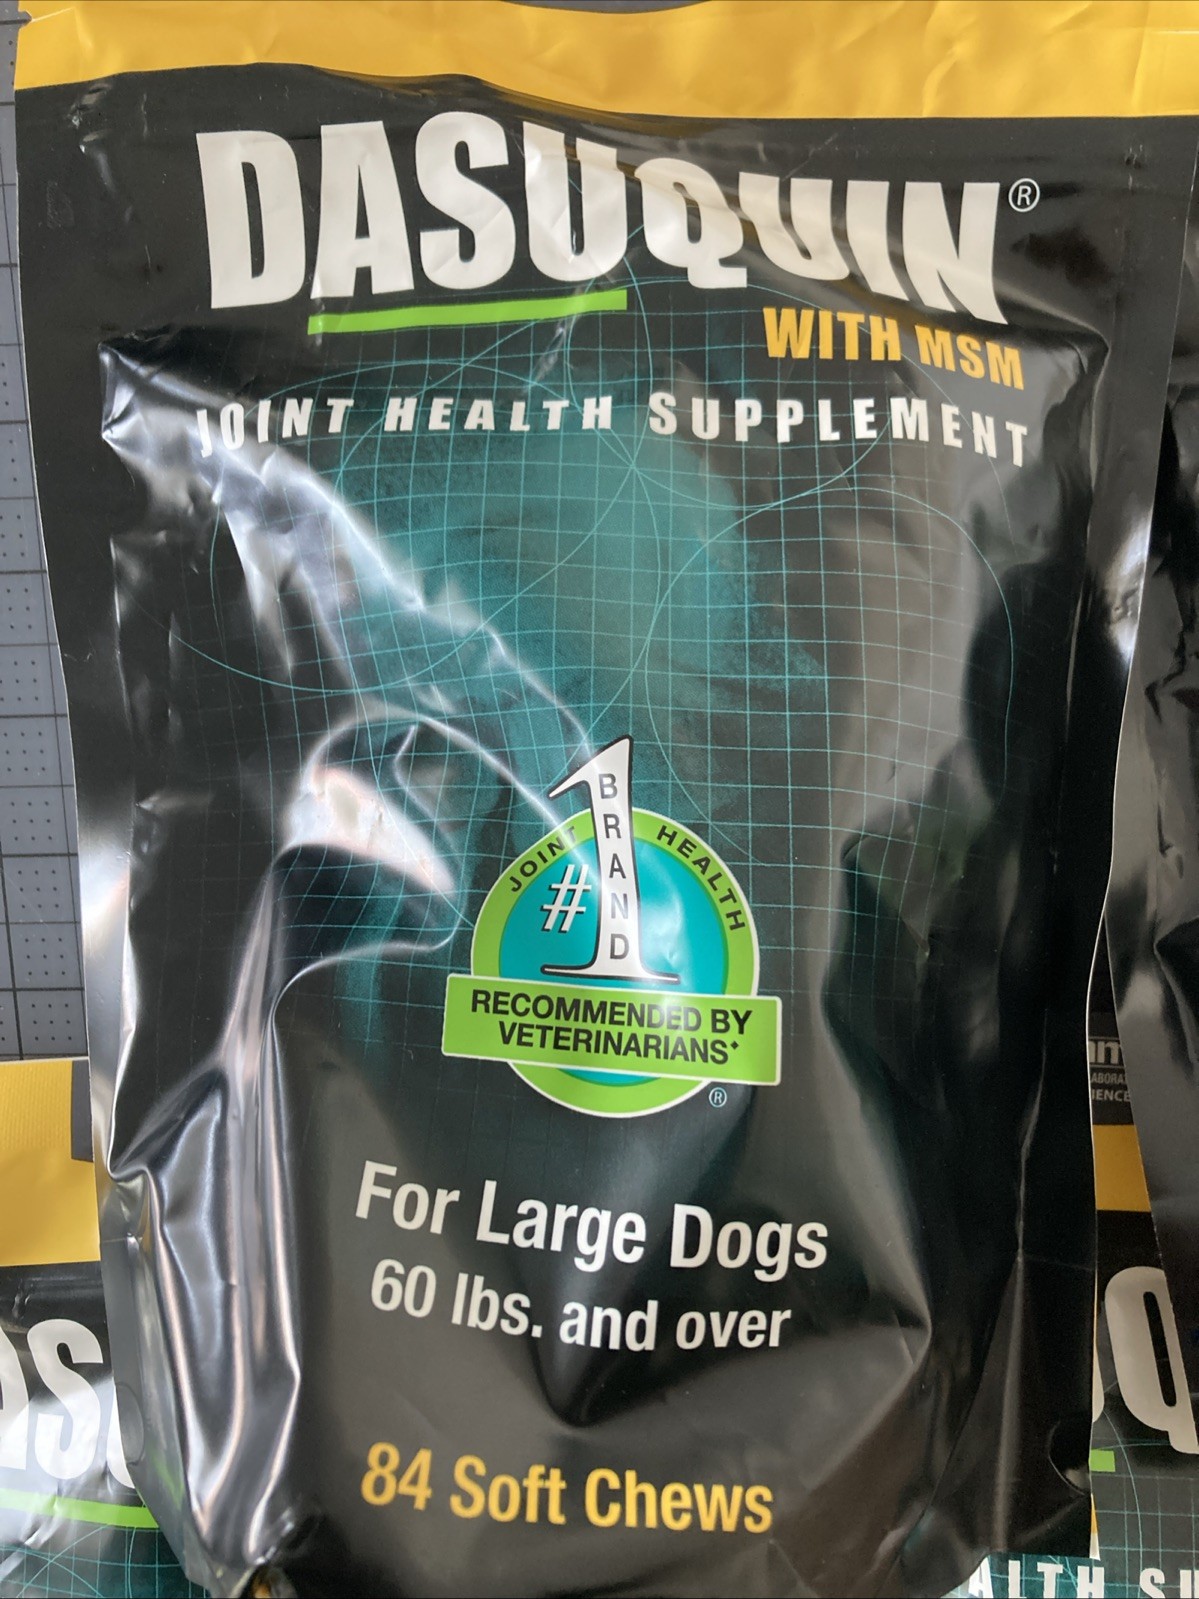 DASUQUIN®
WITH MSM
JOINT HEALTH SUPPLEMENT
JOINT HEALTH
#1 BRAND
RECOMMENDED BY
VETERINARIANS✦
®
For Large Dogs
60 lbs. and over
84 Soft Chews